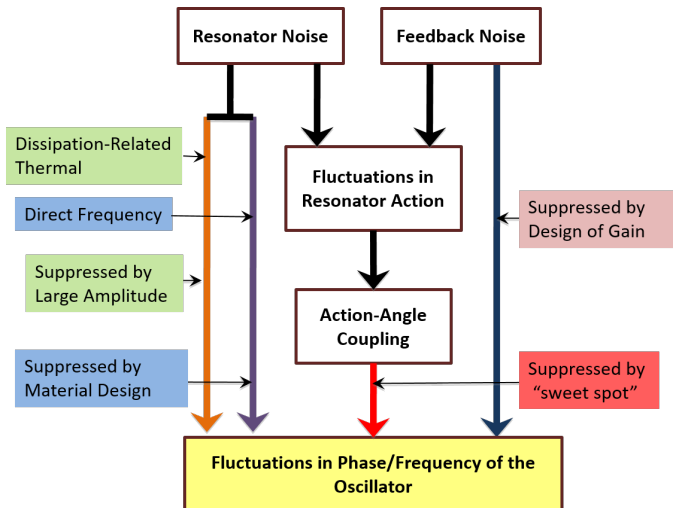 Resonator Noise
Feedback Noise
Dissipation-Related
Thermal
Fluctuations in
Resonator Action
Direct Frequency
Suppressed by
Design of Gain
Suppressed by
Large Amplitude
Action-Angle
Coupling
Suppressed by
Material Design
Suppressed by
“sweet spot”
Fluctuations in Phase/Frequency of the
Oscillator